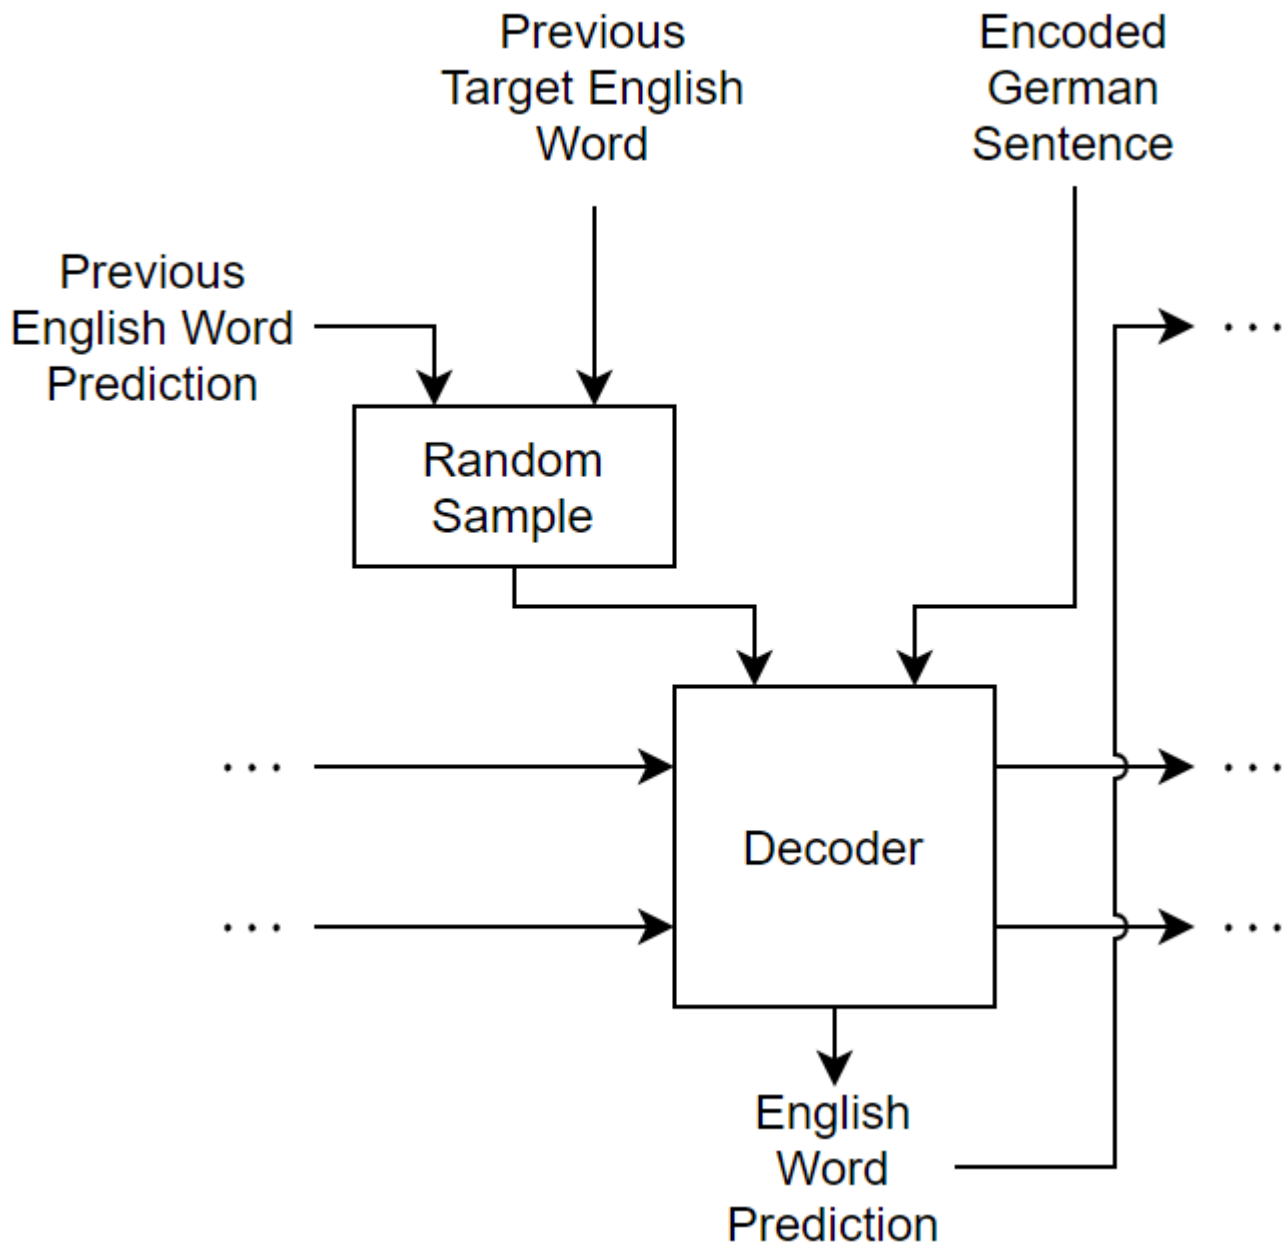 Previous
Target English
Word
Encoded
German
Sentence
Previous
English Word
Prediction
...
Random
Sample
...
...
Decoder
...
...
English
Word
Prediction